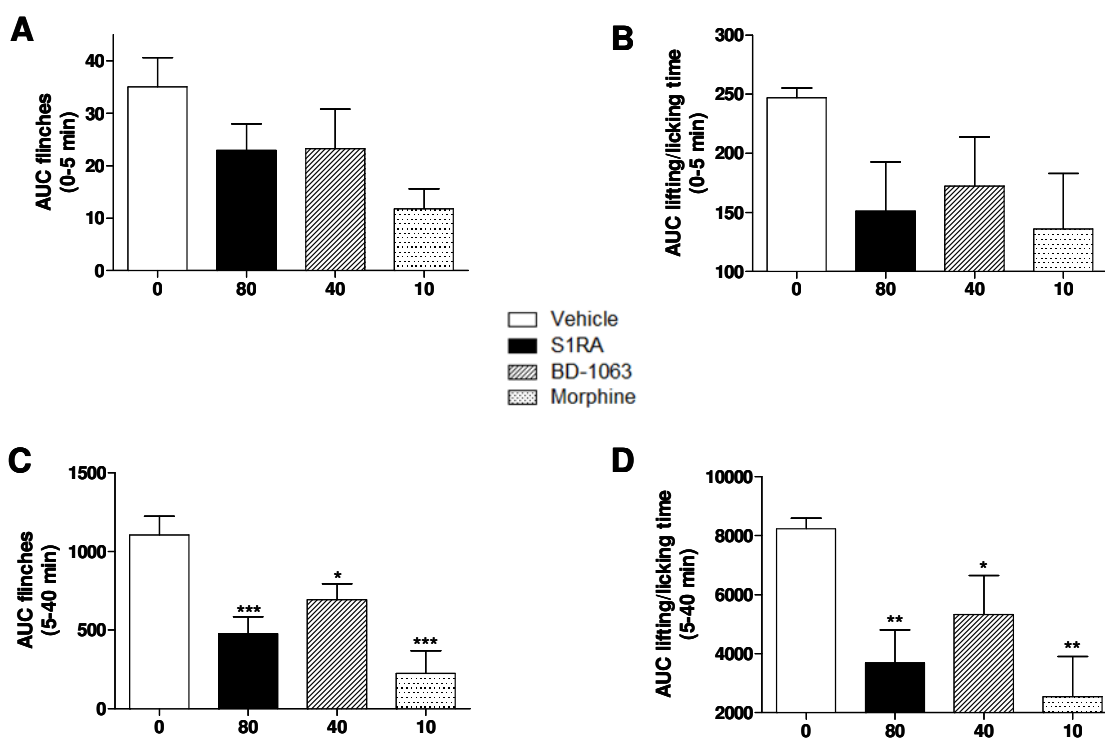 A
AUC flinches
(0-5 min)
40
30
20
10
0
0 80 40 10
B
AUC lifting/licking time
(0-5 min)
300
250
200
150
100
0 80 40 10
Vehicle
S1RA
BD-1063
Morphine
C
AUC flinches
(5-40 min)
1500
1000
500
0
*** * ***
0 80 40 10
D
AUC lifting/licking time
(5-40 min)
10000
8000
6000
4000
2000
** * **
0 80 40 10